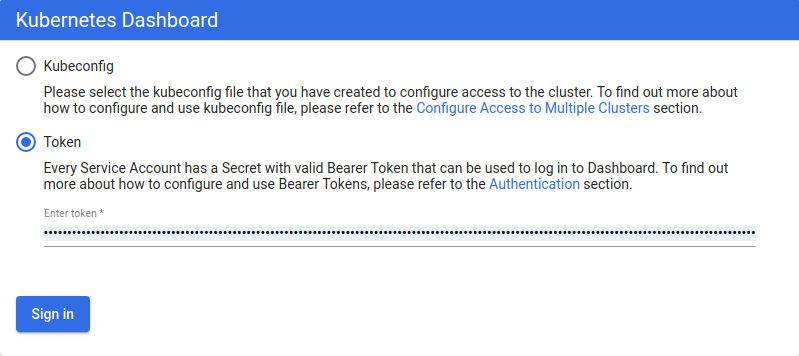 Kubernetes Dashboard
Kubeconfig
Please select the kubeconfig file that you have created to configure access to the cluster. To find out more about
how to configure and use kubeconfig file, please refer to the Configure Access to Multiple Clusters section.
Token
Every Service Account has a Secret with valid Bearer Token that can be used to log in to Dashboard. To find out
more about how to configure and use Bearer Tokens, please refer to the Authentication section.
Enter token *
Sign in